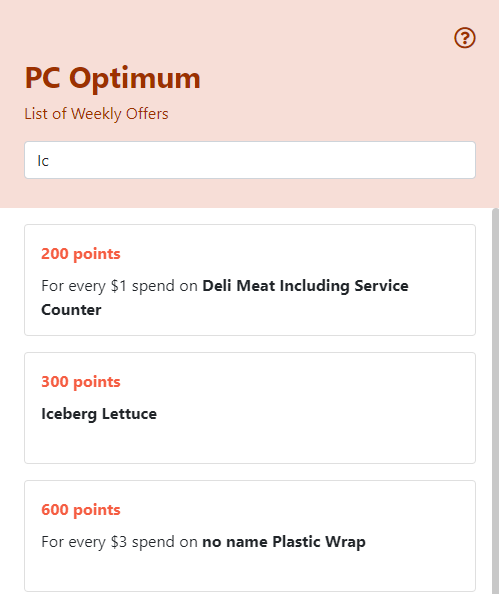 PC Optimum
List of Weekly Offers
Ic
200 points
For every $1 spend on Deli Meat Including Service
Counter
300 points
Iceberg Lettuce
600 points
For every $3 spend on no name Plastic Wrap